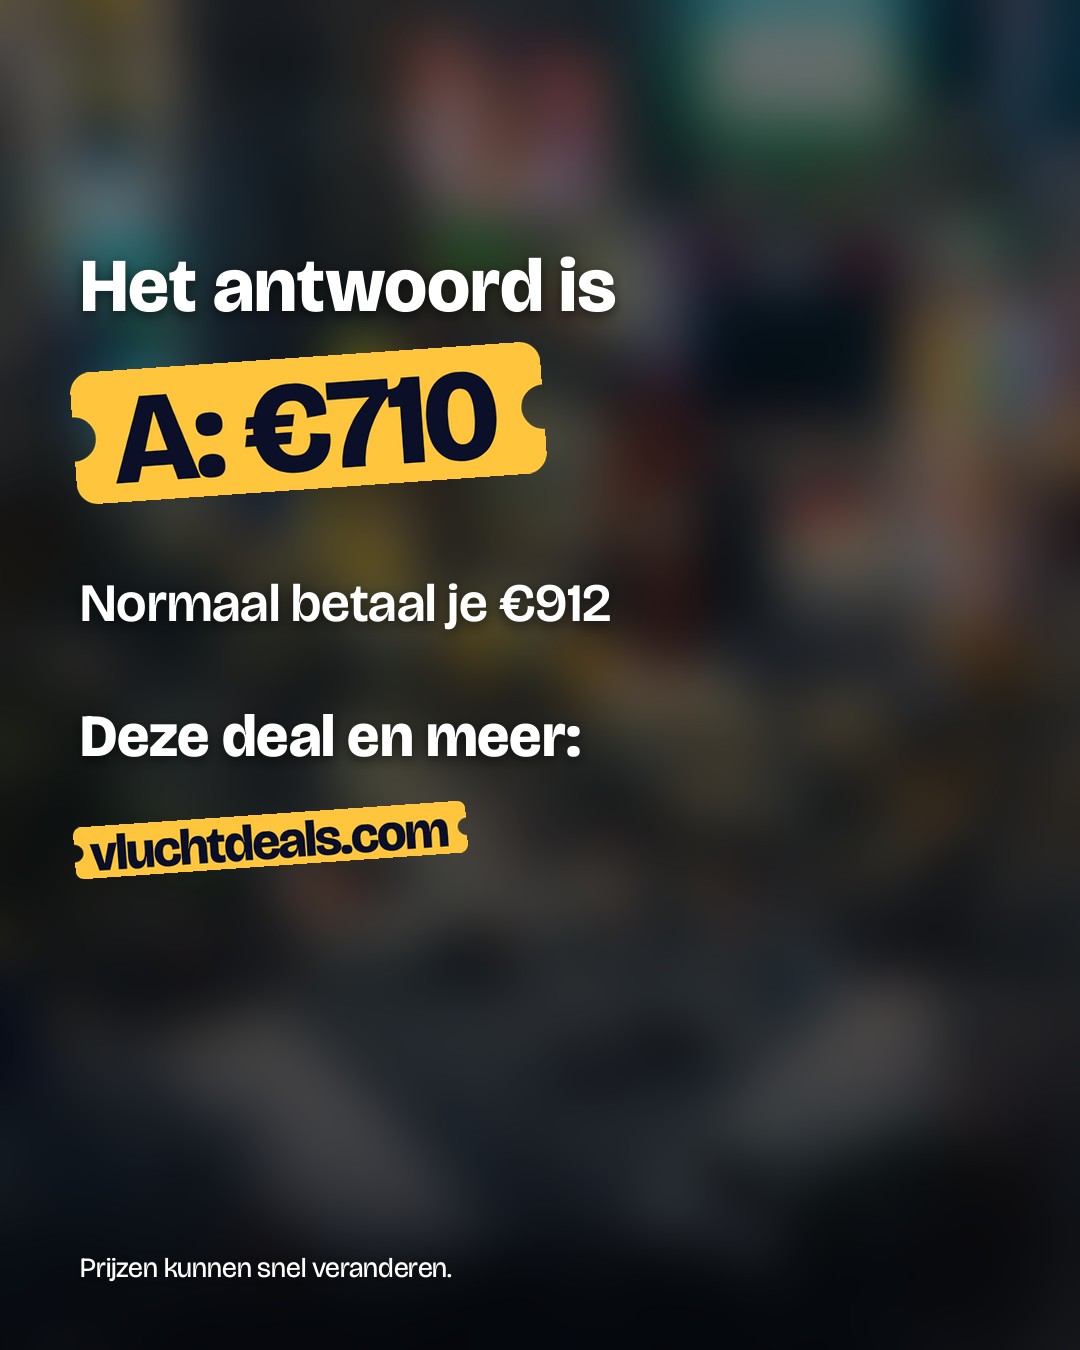 Het antwoord is
A: €710
Normaal betaal je €912
Deze deal en meer:
vluchtdeals.com
Prijzen kunnen snel veranderen.